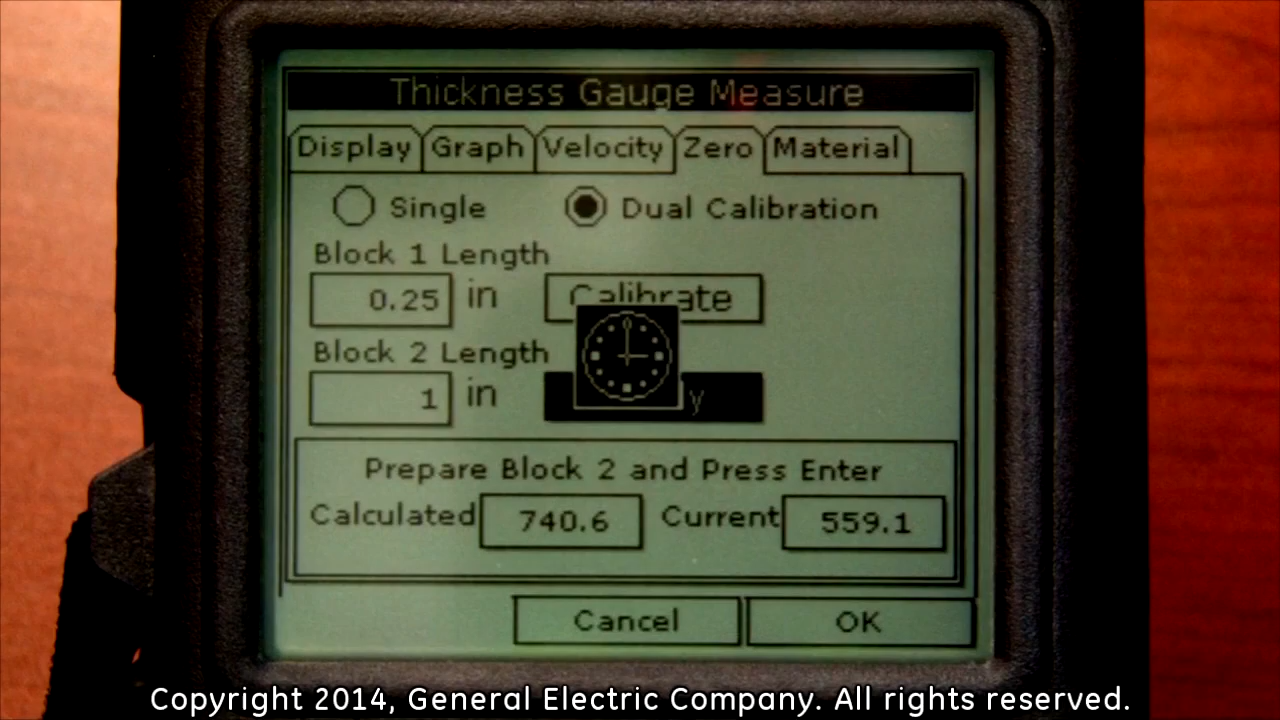 Thickness Gauge Measure
Display Graph Velocity Zero Material
Single Dual Calibration
Block 1 Length
0.25 in Calibrate
Block 2 Length
1 in
Prepare Block 2 and Press Enter
Calculated 740.6 Current 559.1
Cancel OK
Copyright 2014, General Electric Company. All rights reserved.